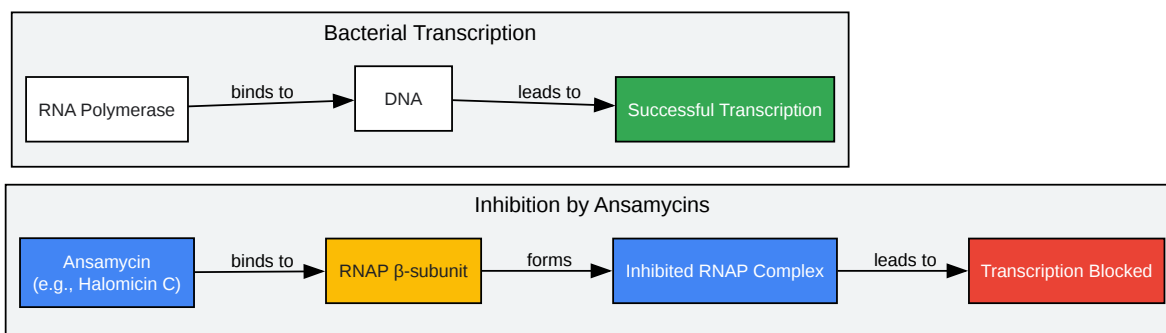 Bacterial Transcription
RNA Polymerase
binds to
DNA
leads to
Successful Transcription
Inhibition by Ansamycins
Ansamycin
(e.g., Halomicin C)
binds to
RNAP β-subunit
forms
Inhibited RNAP Complex
leads to
Transcription Blocked